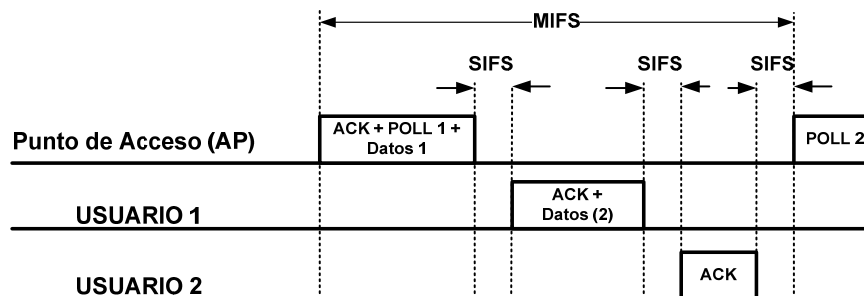 MIFS
SIFS SIFS SIFS
Punto de Acceso (AP)
ACK + POLL 1 +
Datos 1
POLL 2
USUARIO 1
ACK +
Datos (2)
USUARIO 2
ACK